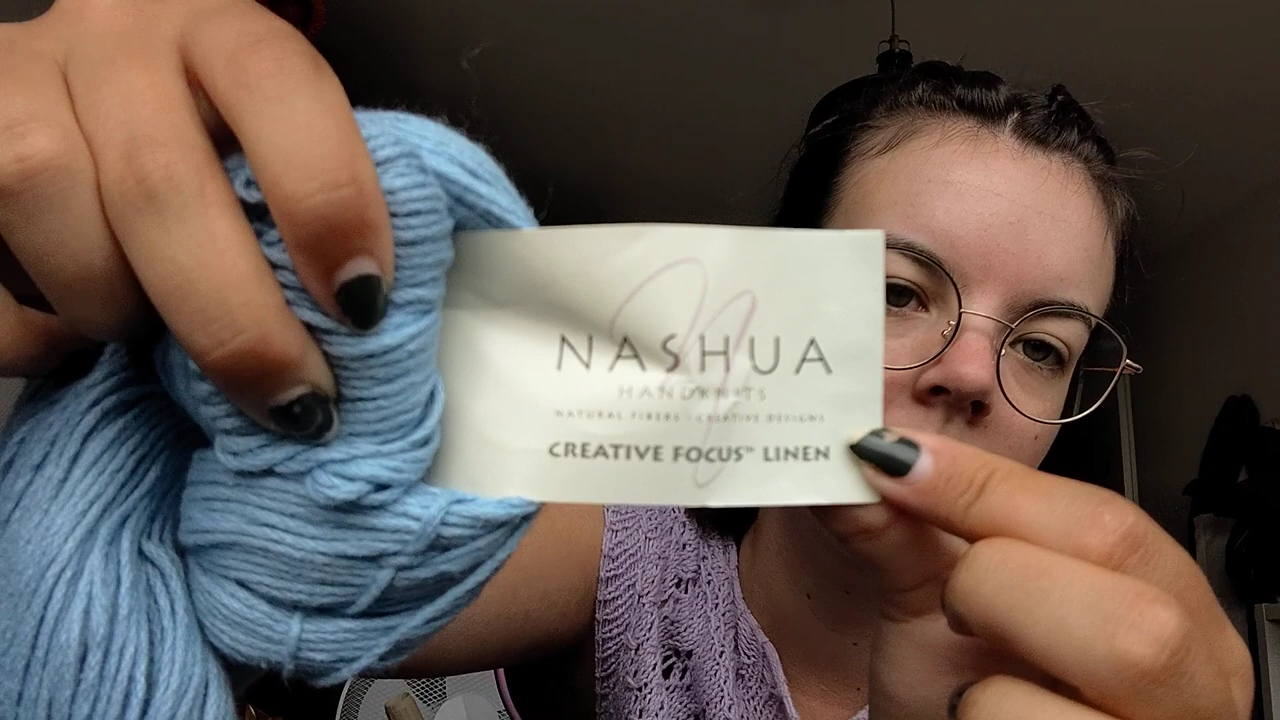 NASHUA
HANDKNITS
NATURAL FIBERS · CREATIVE DESIGNS
CREATIVE FOCUS™ LINEN